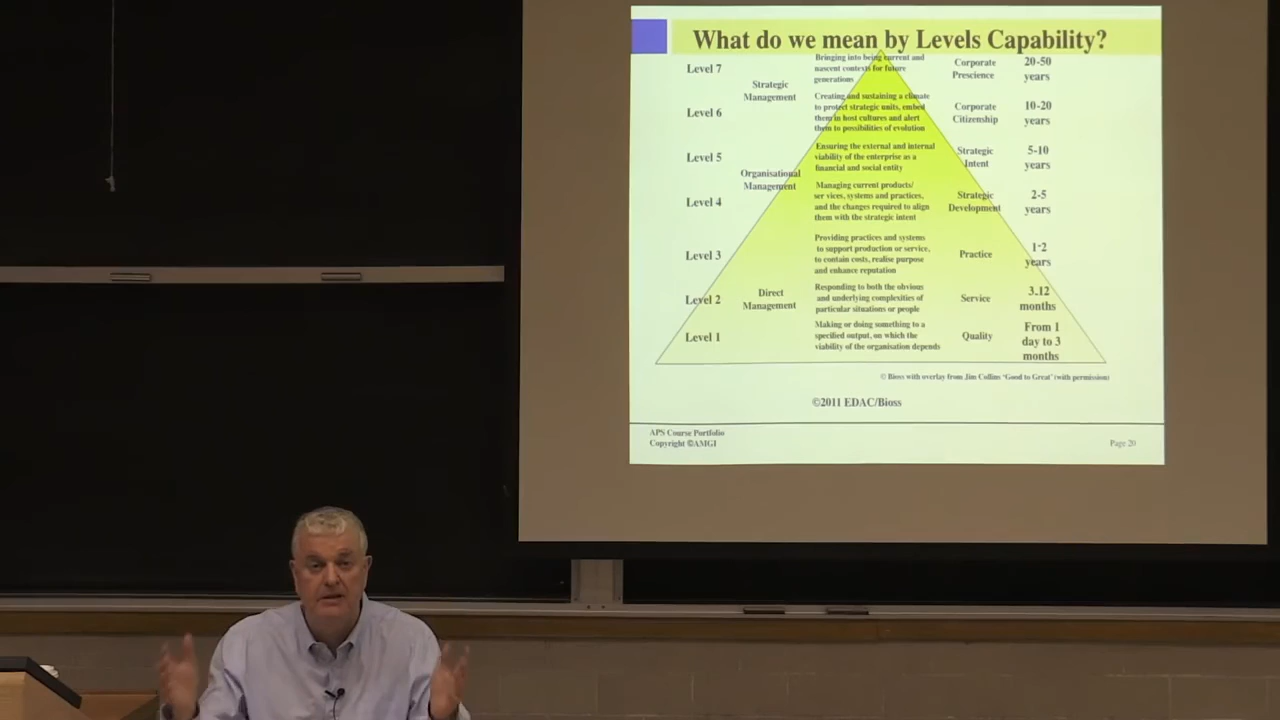 What do we mean by Levels Capability?
Level 7
Strategic
Management
Bringing into being current and
nascent contexts for future
generations
Corporate
Prescience
20-50
years
Level 6
Creating and sustaining a climate
to protect strategic units, embed
them in host cultures and alert
them to possibilities of evolution
Corporate
Citizenship
10-20
years
Level 5
Organisational
Management
Ensuring the external and internal
viability of the enterprise as a
financial and social entity
Strategic
Intent
5-10
years
Level 4
Managing current products/
ser vices, systems and practices,
and the changes required to align
them with the strategic intent
Strategic
Development
2-5
years
Level 3
Providing practices and systems
to support production or service,
to contain costs, realise purpose
and enhance reputation
Practice
1-2
years
Level 2
Direct
Management
Responding to both the obvious
and underlying complexities of
particular situations or people
Service
3.12
months
Level 1
Making or doing something to a
specified output, on which the
viability of the organisation depends
Quality
From 1
day to 3
months
© Bioss with overlay from Jim Collins "Good to Great" (with permission)
©2011 EDAC/Bioss
APS Course Portfolio
Copyright ©AMGI
Page 20